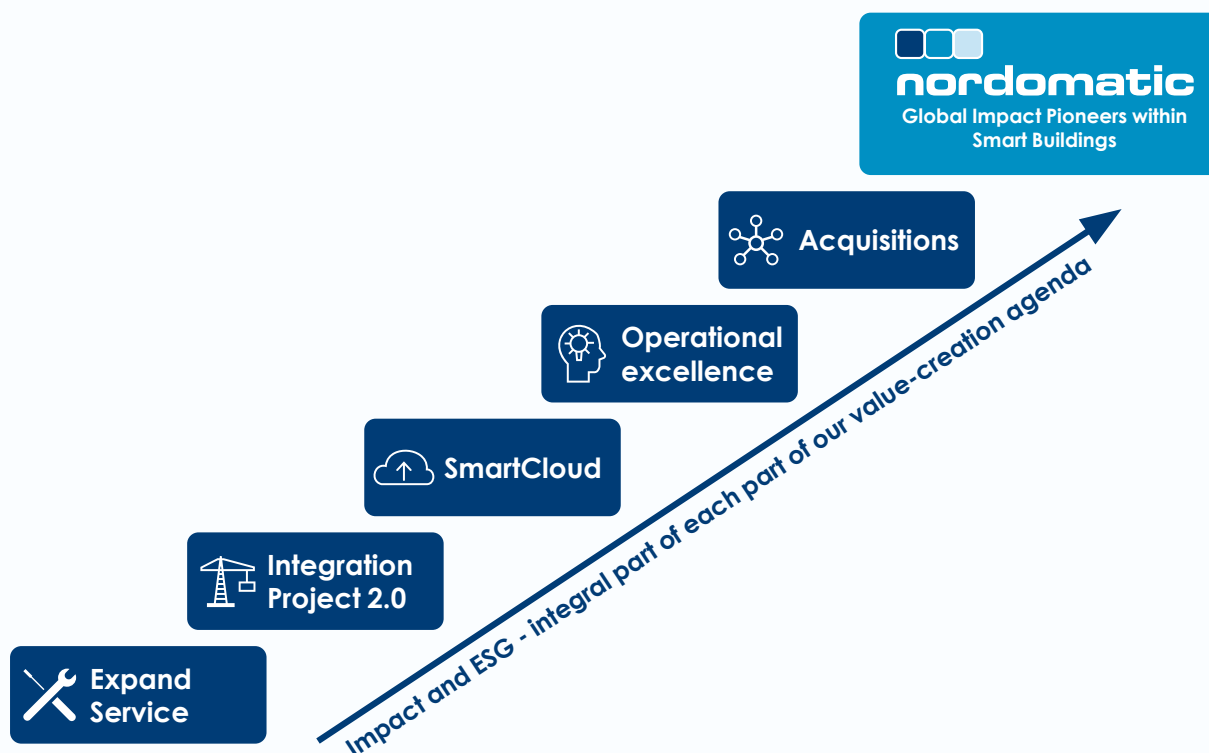 nordomatic
Global Impact Pioneers within
Smart Buildings
Acquisitions
Operational
excellence
SmartCloud
Integration
Project 2.0
Expand
Service
Impact and ESG - integral part of each part of our value-creation agenda